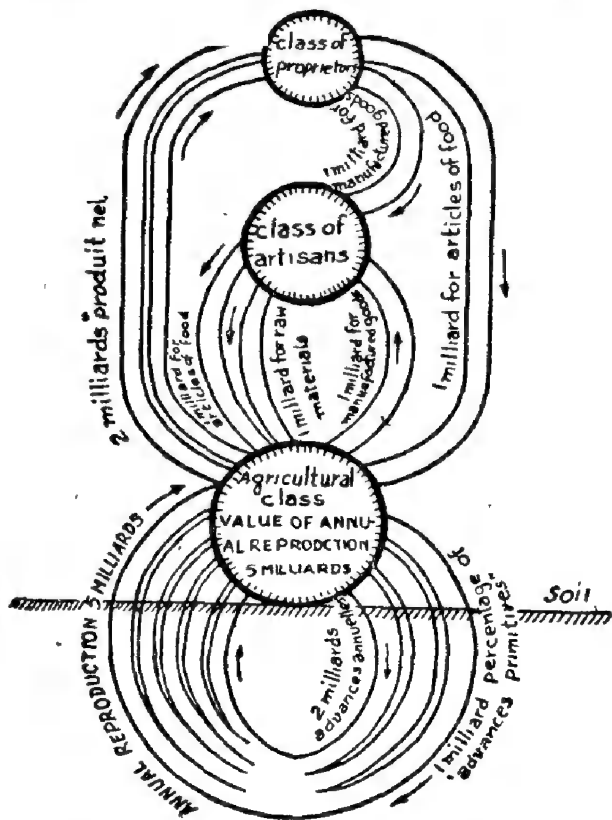 class of
proprietors
1 milliard for
manufactured goods
1 milliard for articles of food
2 milliards "produit net
class of
artisans
1 milliard for
articles of food
1 milliard for raw
materials
1 milliard for
manufactured goods
Agricultural
class
VALUE OF ANNU-
AL REPRODCTION
5 MILLIARDS
Soil
ANNUAL REPRODUCTION 5 MILLIARDS
2 milliards
advances annuelles
1 milliard percentage of
"advances primitives"